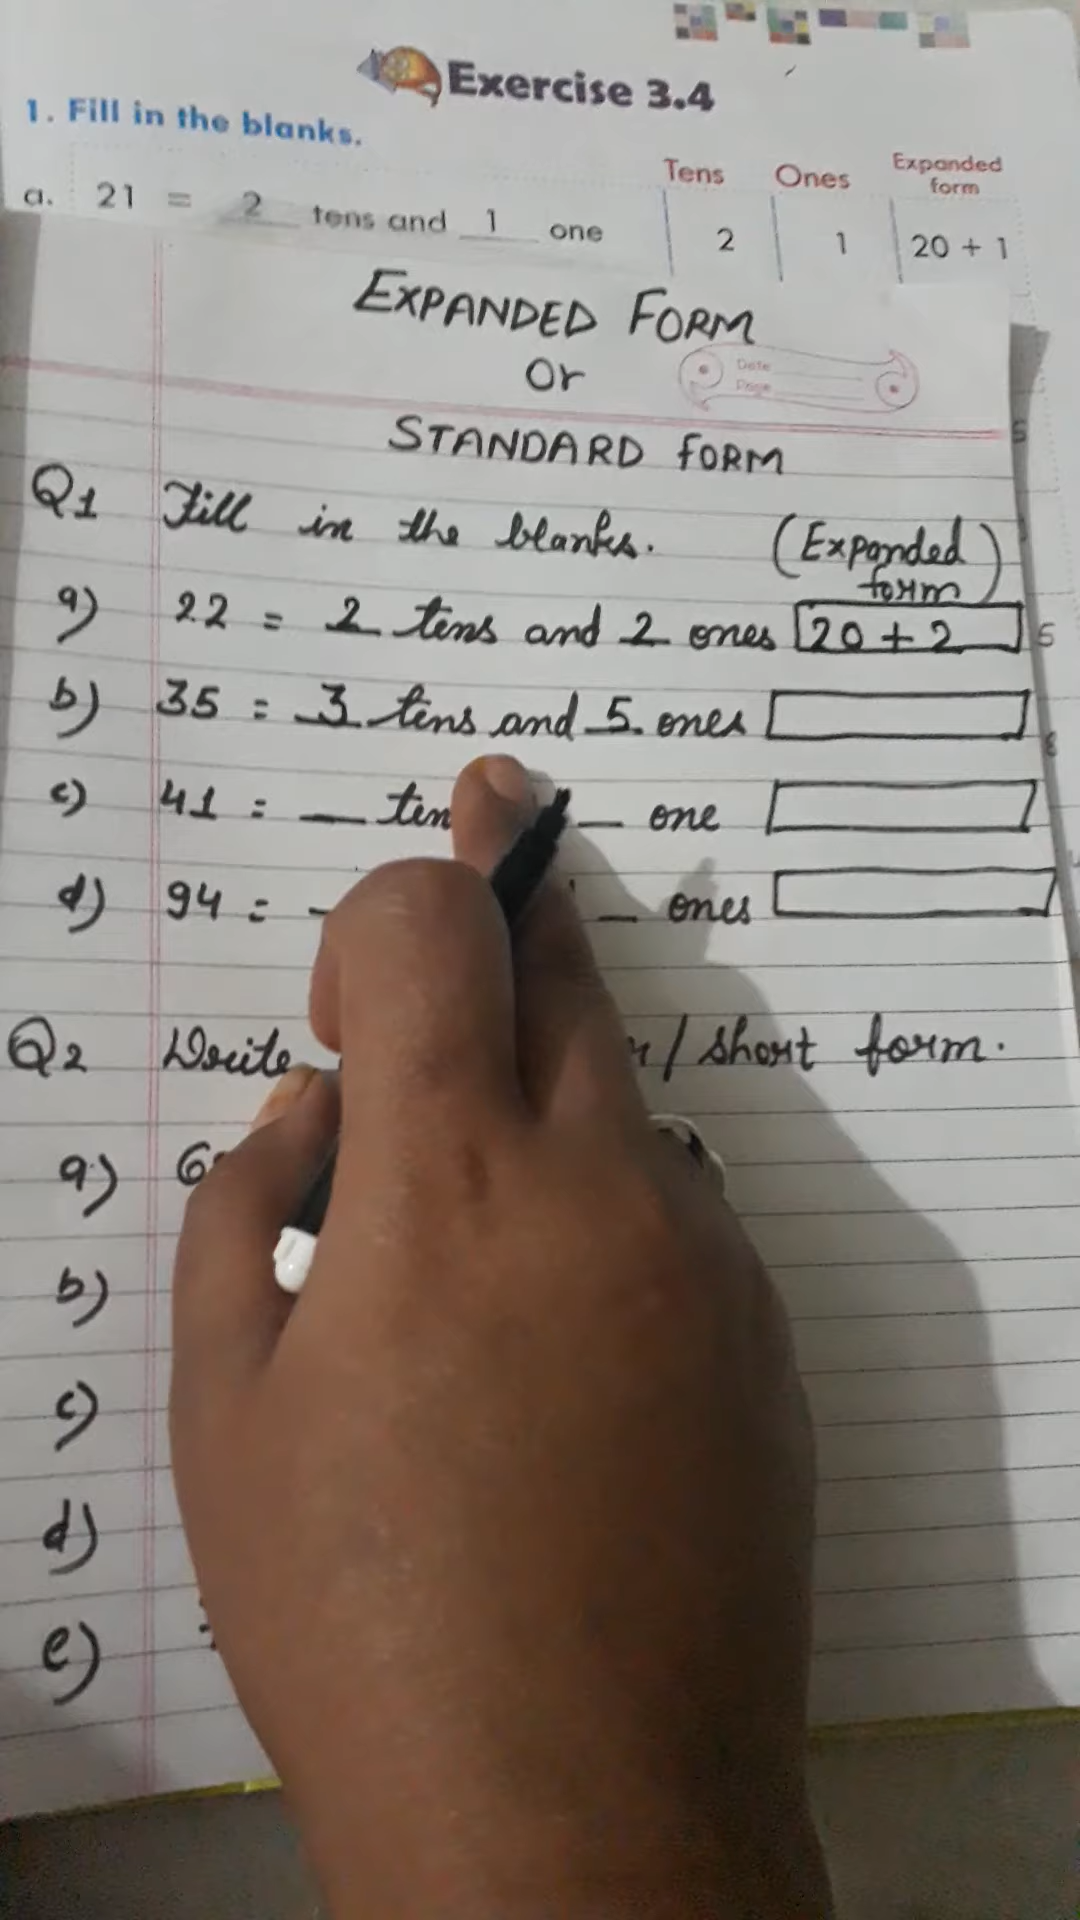 Exercise 3.4
1. Fill in the blanks.
Tens Ones Expanded form
a. 21 = 2 tens and 1 one 2 1 20 + 1
EXPANDED FORM
Or
Date
Page
STANDARD FORM
Q1 Fill in the blanks. (Expanded form)
a) 22 = 2 tens and 2 ones 20 + 2
b) 35 = 3 tens and 5 ones
c) 41 = __ ten __ one
d) 94 = __ __ ones
Q2 Write / short form.
a) 6
b)
c)
d)
e)